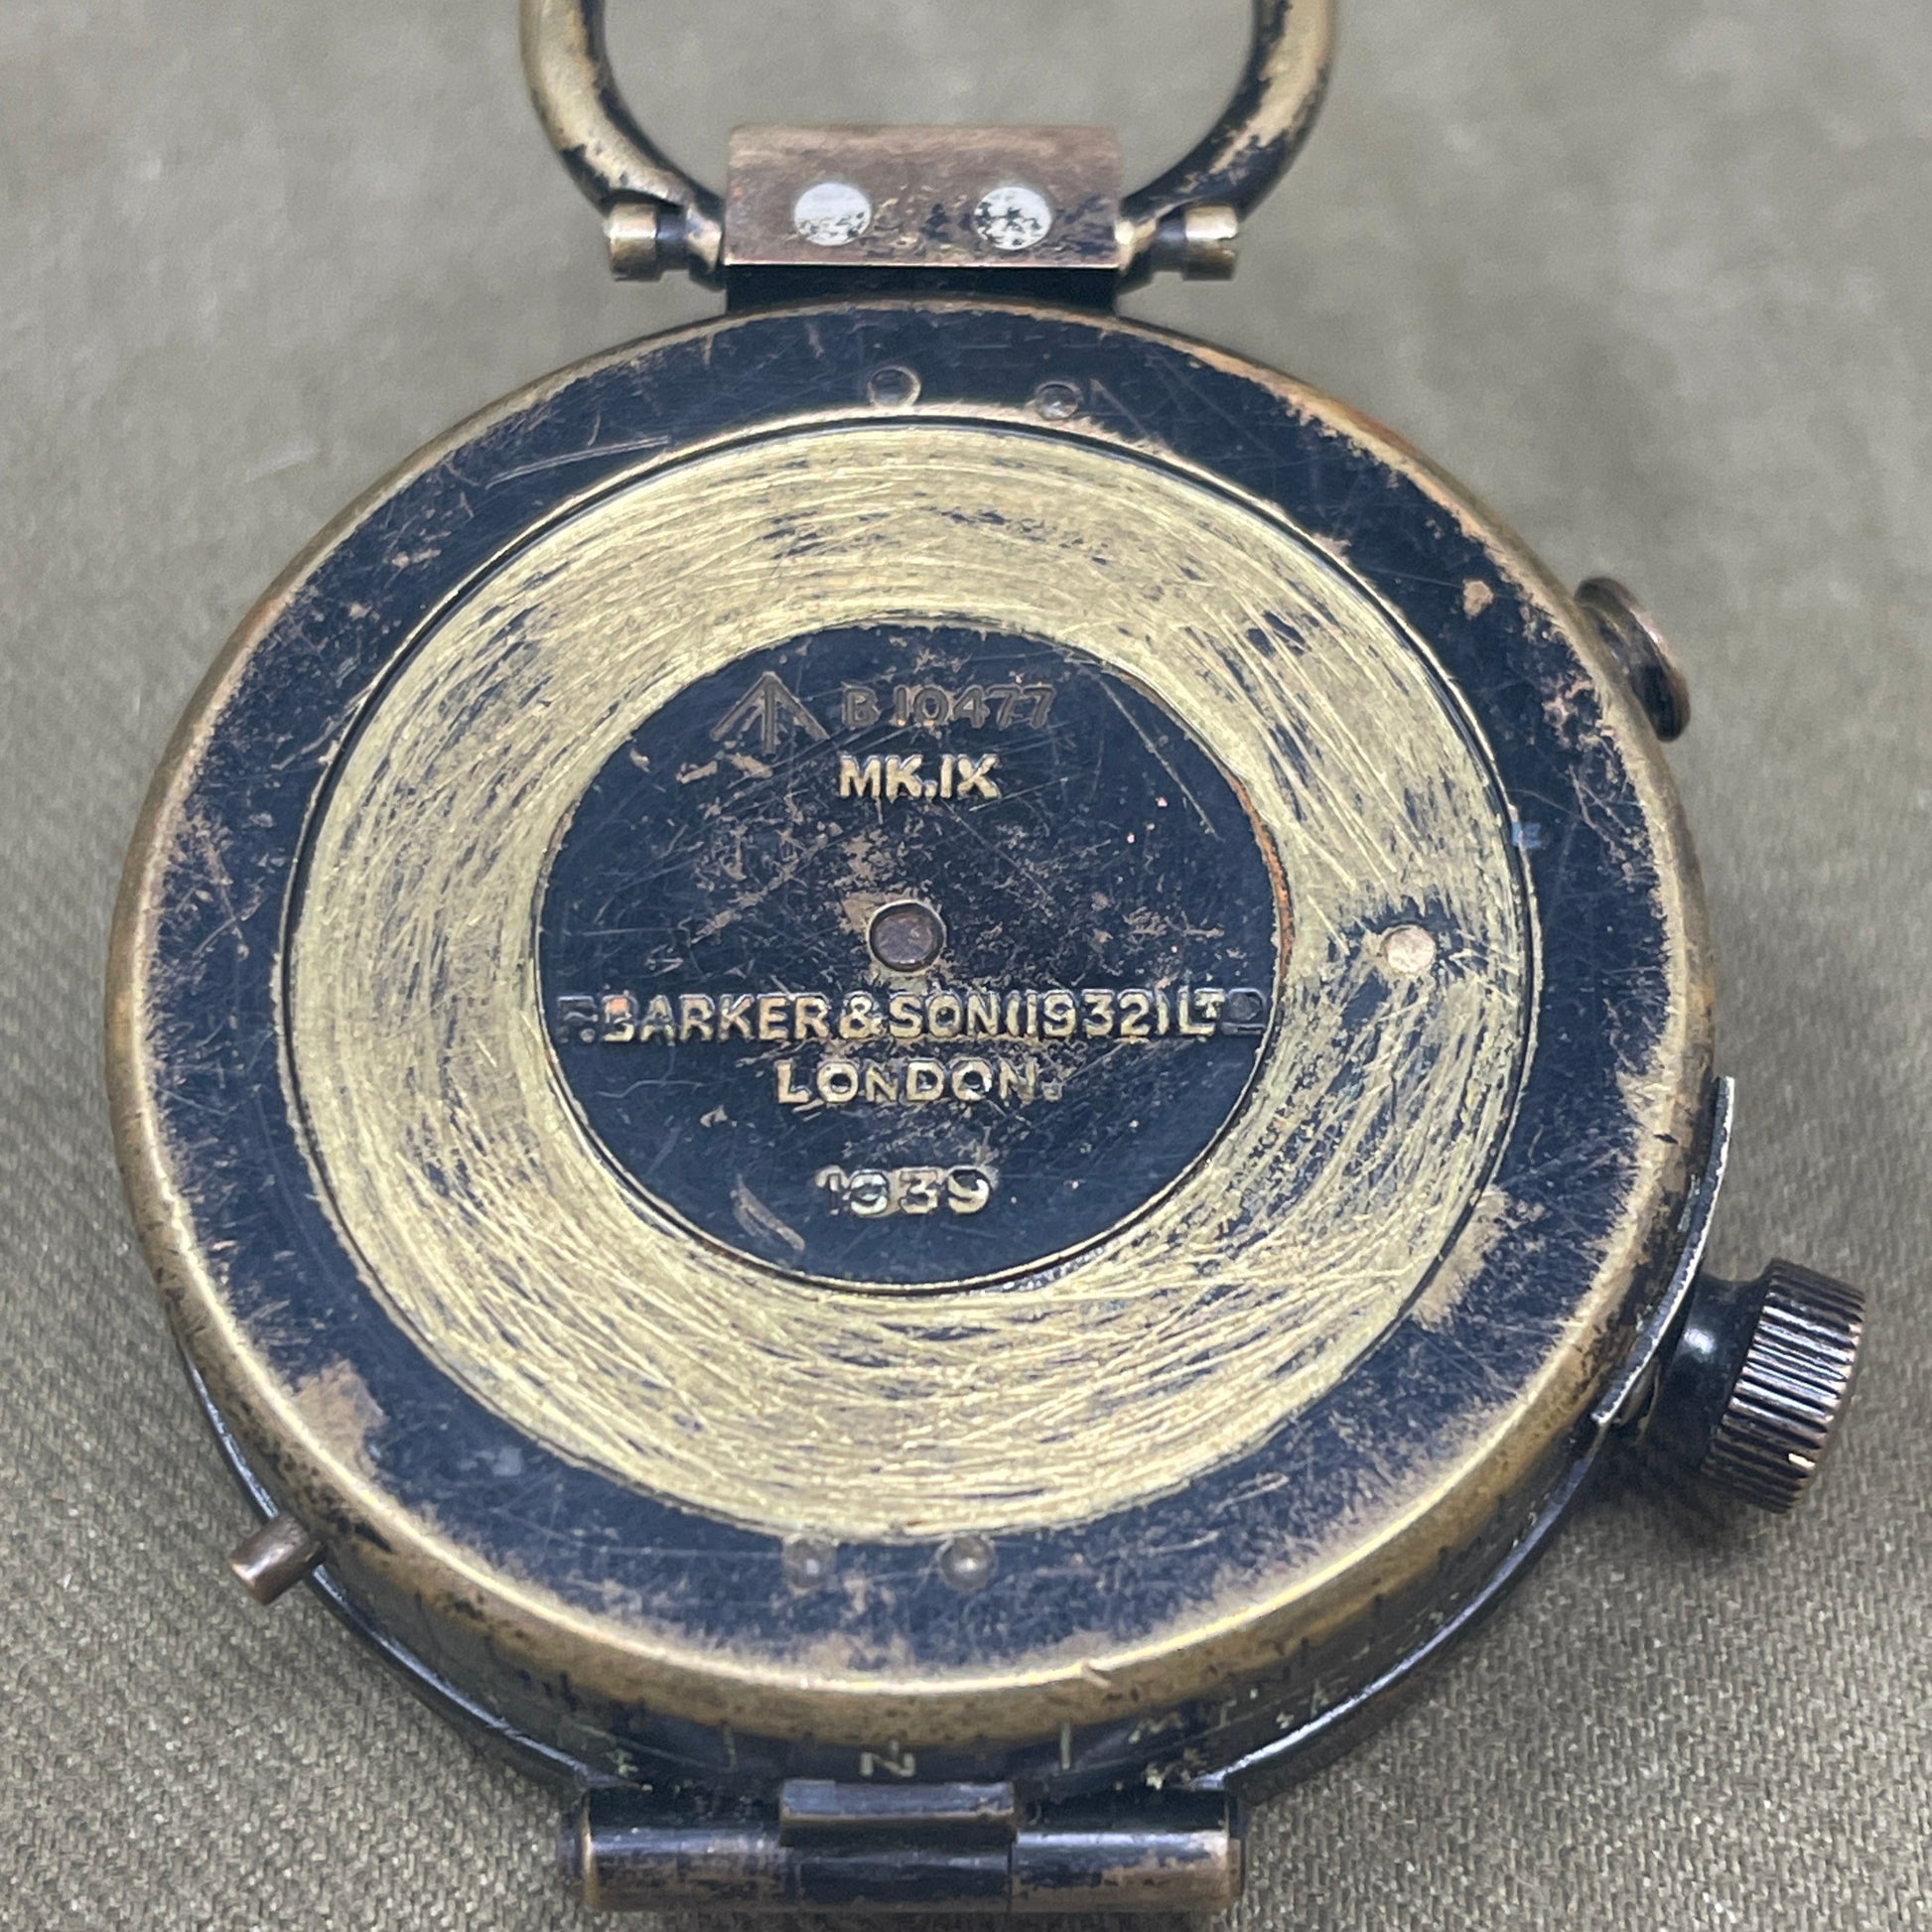 B 10477
MK.IX
F.BARKER & SON (1932) LTD
LONDON.
1939
E
N